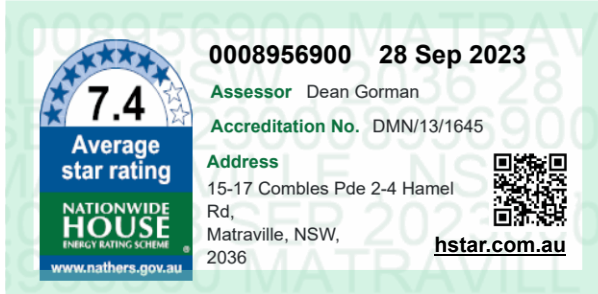 0008956900 28 Sep 2023
Assessor Dean Gorman
Accreditation No. DMN/13/1645
Address
15-17 Combles Pde 2-4 Hamel
Rd,
Matraville, NSW,
2036
hstar.com.au
7.4
Average
star rating
NATIONWIDE
HOUSE
ENERGY RATING SCHEME
®
www.nathers.gov.au